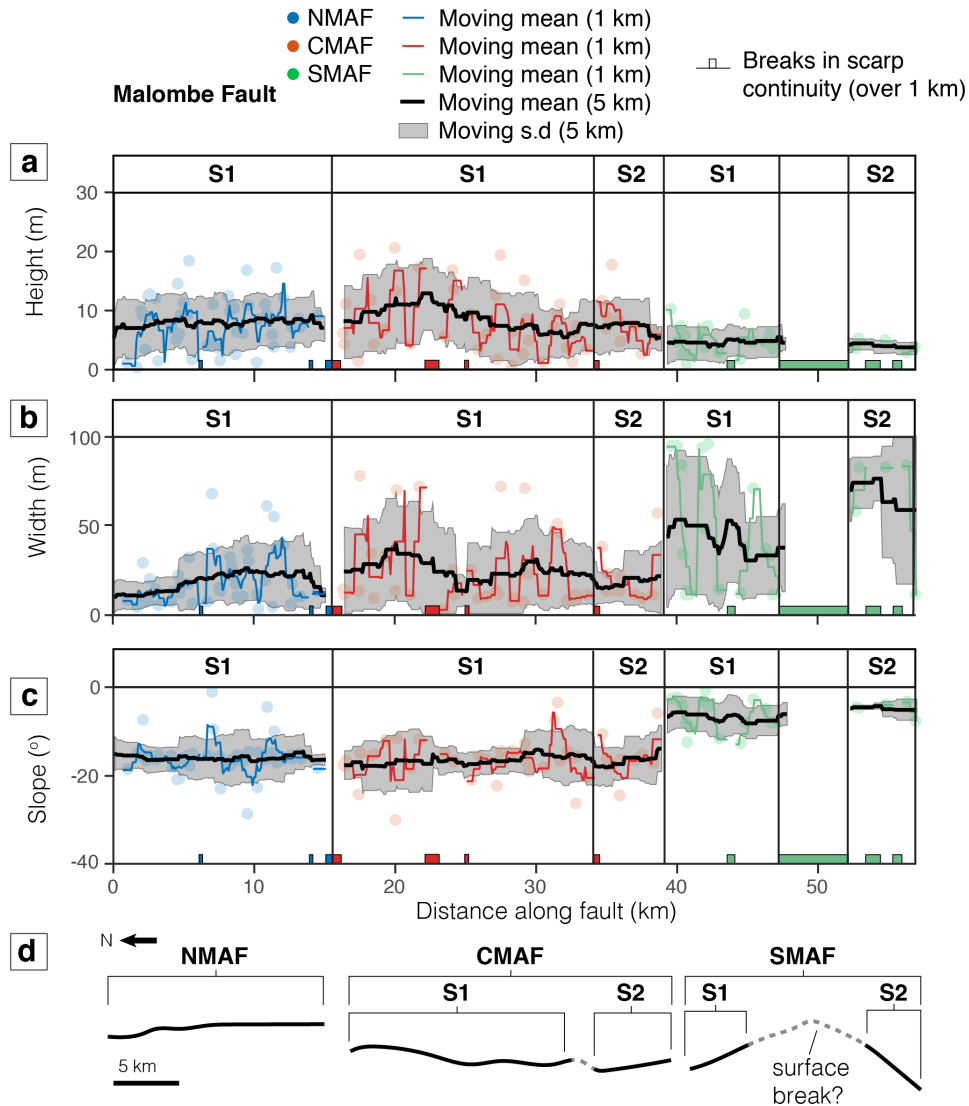 NMAF Moving mean (1 km)
CMAF Moving mean (1 km)
SMAF Moving mean (1 km)
Malombe Fault
Moving mean (5 km)
Moving s.d (5 km)
Breaks in scarp
continuity (over 1 km)
a
S1 S1 S2 S1 S2
Height (m)
30
20
10
0
b
S1 S1 S2 S1 S2
Width (m)
100
50
0
c
S1 S1 S2 S1 S2
Slope (º)
0
-20
-40
0 10 20 30 40 50
Distance along fault (km)
d
N
NMAF CMAF SMAF
S1 S2 S1 S2
5 km
surface
break?